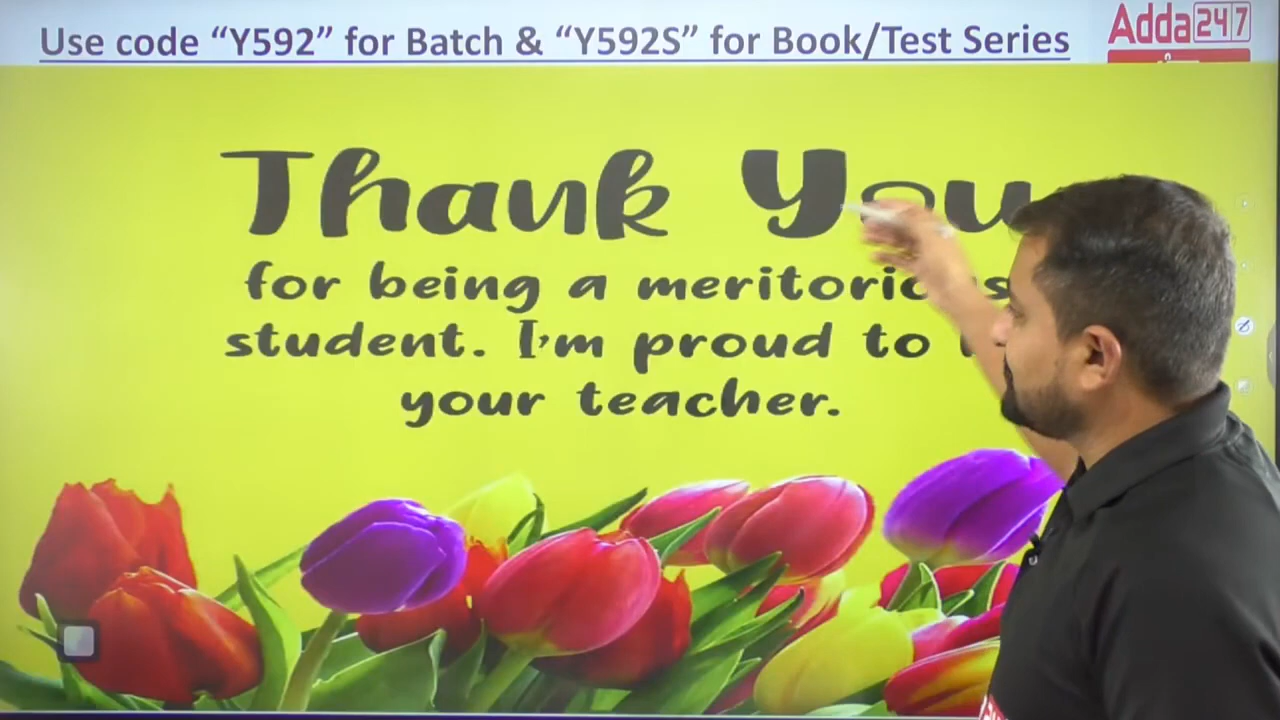 Use code “Y592” for Batch & “Y592S” for Book/Test Series
Adda247
Thank You
for being a
student. I'm proud to
your teacher.